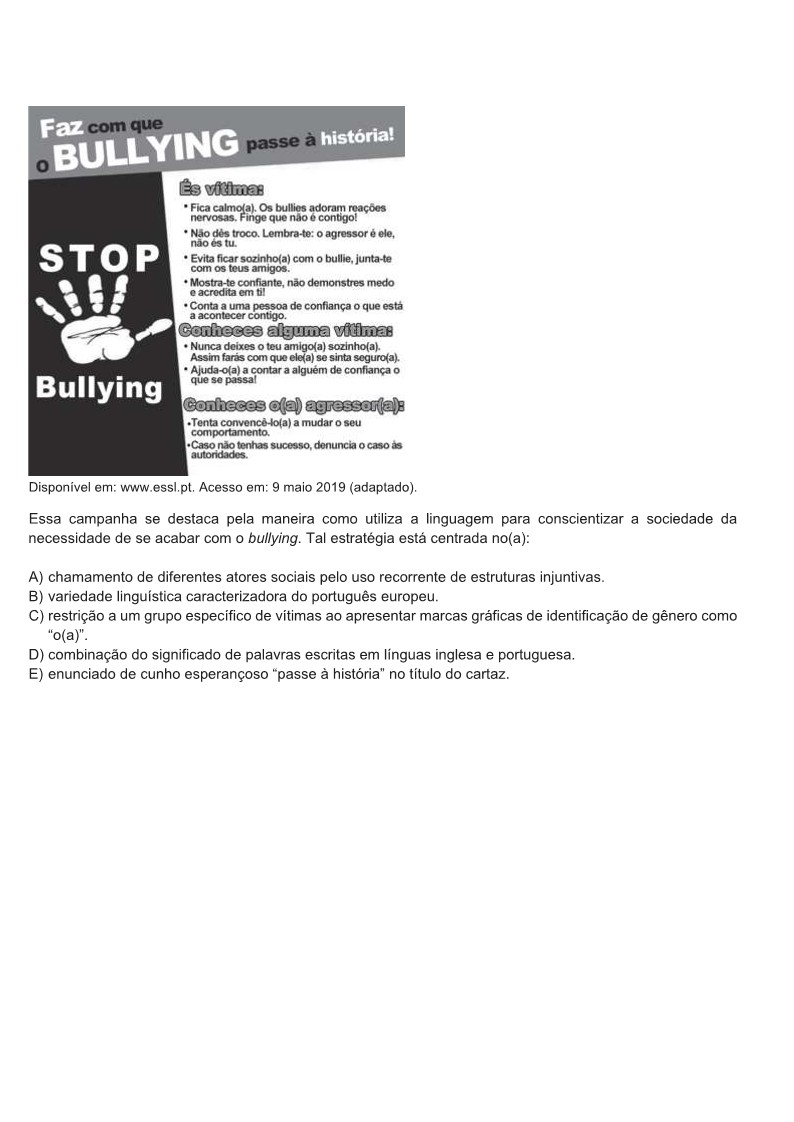 Faz com que
o BULLYING passe à história!
STOP
Bullying
És vítima:
• Fica calmo(a). Os bullies adoram reações
nervosas. Finge que não é contigo!
• Não dês troco. Lembra-te: o agressor é ele,
não és tu.
• Evita ficar sozinho(a) com o bullie, junta-te
com os teus amigos.
• Mostra-te confiante, não demonstres medo
e acredita em ti!
• Conta a uma pessoa de confiança o que está
a acontecer contigo.
Conheces alguma vítima:
• Nunca deixes o teu amigo(a) sozinho(a).
Assim farás com que ele(a) se sinta seguro(a).
• Ajuda-o(a) a contar a alguém de confiança o
que se passa!
Conheces o(a) agressor(a):
• Tenta convencê-lo(a) a mudar o seu
comportamento.
• Caso não tenhas sucesso, denuncia o caso às
autoridades.
Disponível em: www.essl.pt. Acesso em: 9 maio 2019 (adaptado).
Essa campanha se destaca pela maneira como utiliza a linguagem para conscientizar a sociedade da
necessidade de se acabar com o bullying. Tal estratégia está centrada no(a):
A) chamamento de diferentes atores sociais pelo uso recorrente de estruturas injuntivas.
B) variedade linguística caracterizadora do português europeu.
C) restrição a um grupo específico de vítimas ao apresentar marcas gráficas de identificação de gênero como
“o(a)”.
D) combinação do significado de palavras escritas em línguas inglesa e portuguesa.
E) enunciado de cunho esperançoso “passe à história” no título do cartaz.